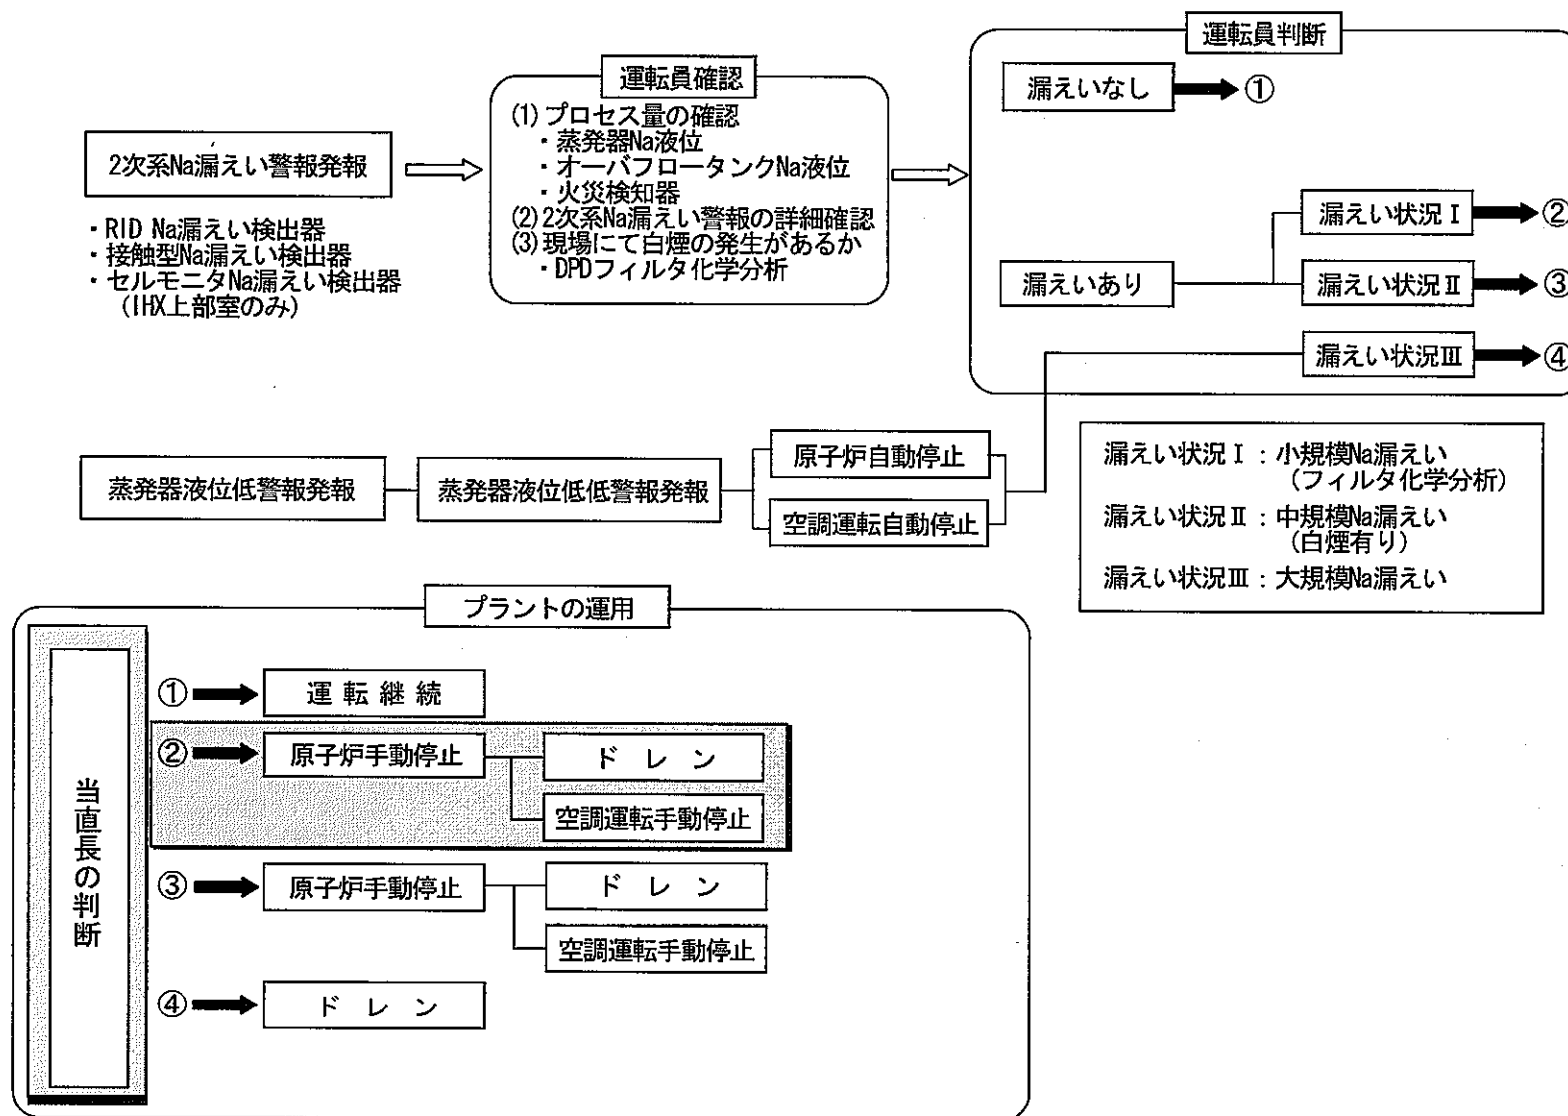 運転員判断
漏えいなし
①
運転員確認
(1)プロセス量の確認
・蒸発器Na液位
・オーバフロータンクNa液位
・火災検知器
(2)2次系Na漏えい警報の詳細確認
(3)現場にて白煙の発生があるか
・DPDフィルタ化学分析
2次系Na漏えい警報発報
・RID Na漏えい検出器
・接触型Na漏えい検出器
・セルモニタNa漏えい検出器
(IHX上部室のみ)
漏えいあり
漏えい状況Ⅰ
②
漏えい状況Ⅱ
③
漏えい状況Ⅲ
④
蒸発器液位低警報発報
蒸発器液位低低警報発報
原子炉自動停止
空調運転自動停止
漏えい状況Ⅰ：小規模Na漏えい
(フィルタ化学分析)
漏えい状況Ⅱ：中規模Na漏えい
(白煙有り)
漏えい状況Ⅲ：大規模Na漏えい
プラントの運用
当直長の判断
①
運転継続
②
原子炉手動停止
ドレン
空調運転手動停止
③
原子炉手動停止
ドレン
空調運転手動停止
④
ドレン